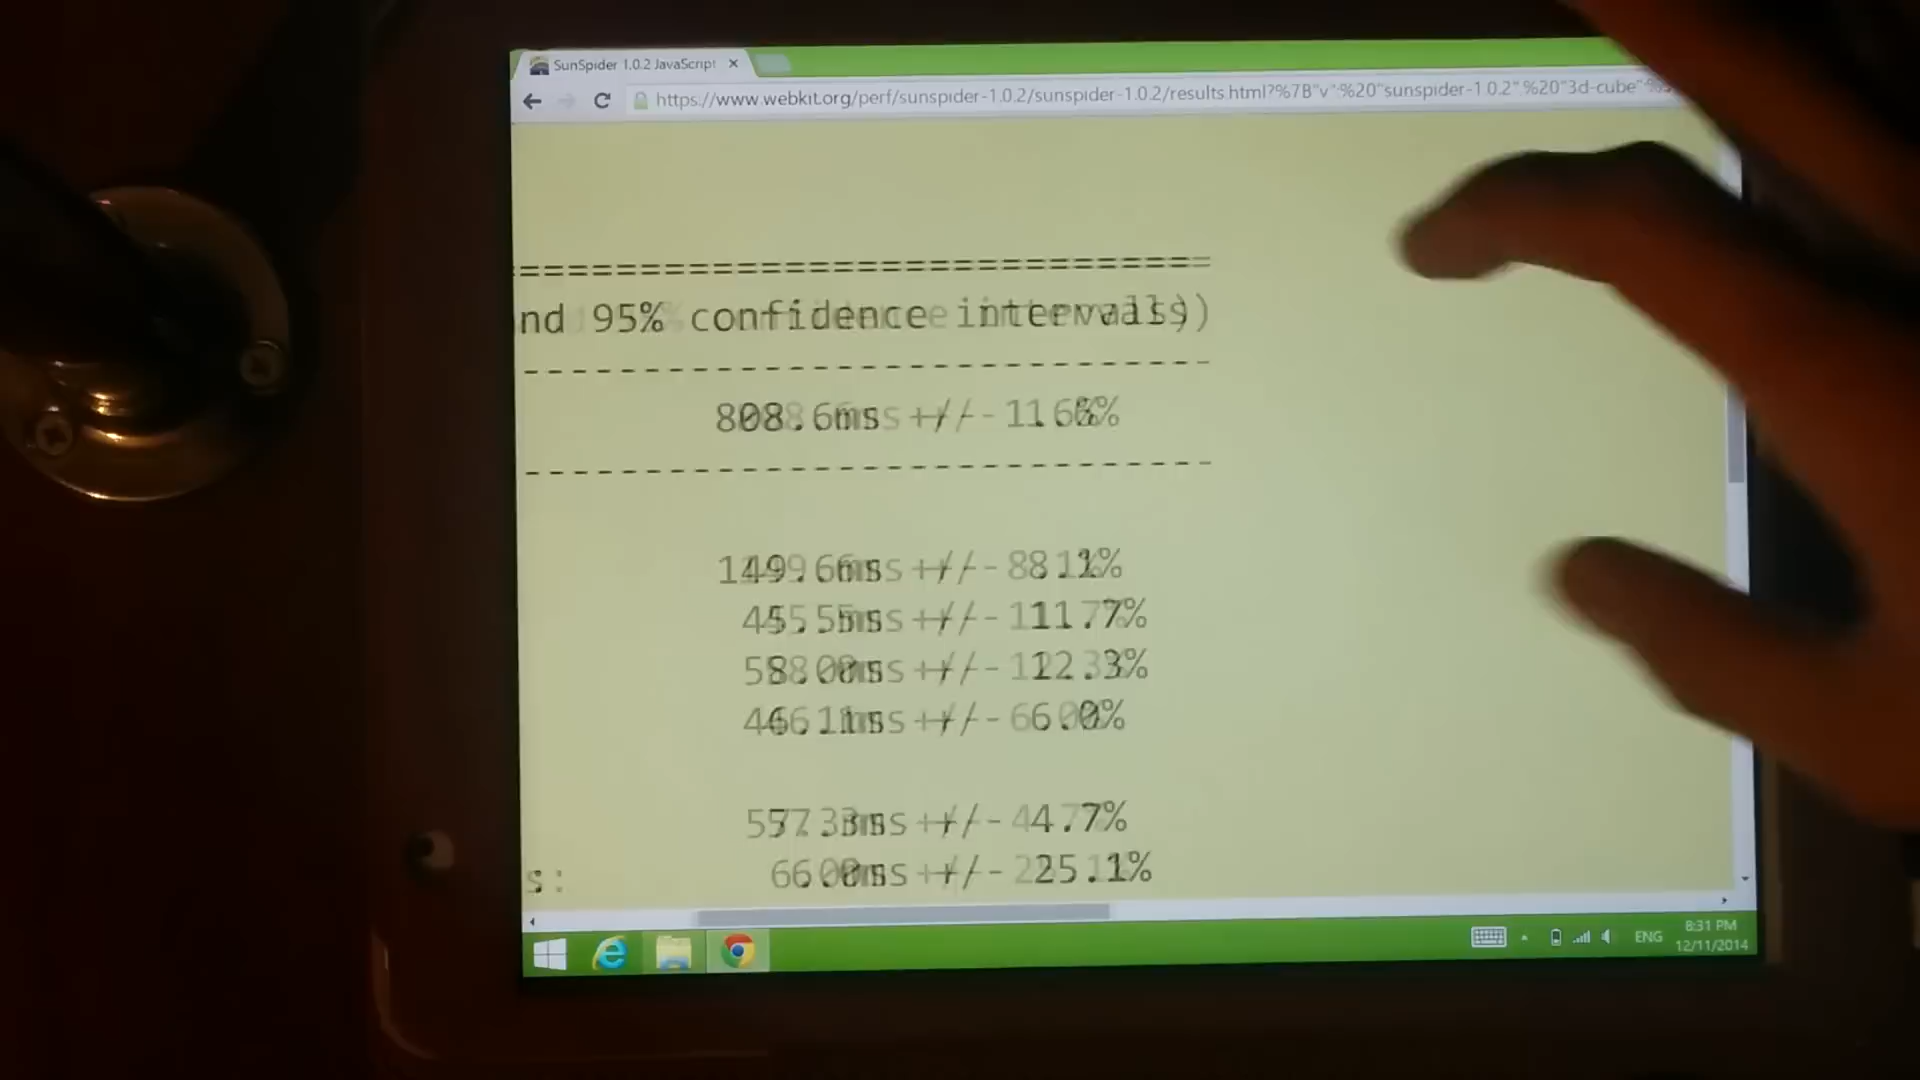 SunSpider 1.0.2 JavaScript
https://www.webkit.org/perf/sunspider-1.0.2/sunspider-1.0.2/results.html?%7B"v":%20"sunspider-1.0.2",%20"3d-cube"
============================
nd 95% confidence intervals)
-----------------------------
808.6ms +/- 1.6%
-----------------------------
149.6ms +/- 8.1%
45.5ms +/- 11.7%
58.0ms +/- 12.3%
46.1ms +/- 6.0%
57.3ms +/- 4.7%
s: 6.0ms +/- 25.1%
ENG
8:31 PM
12/11/2014